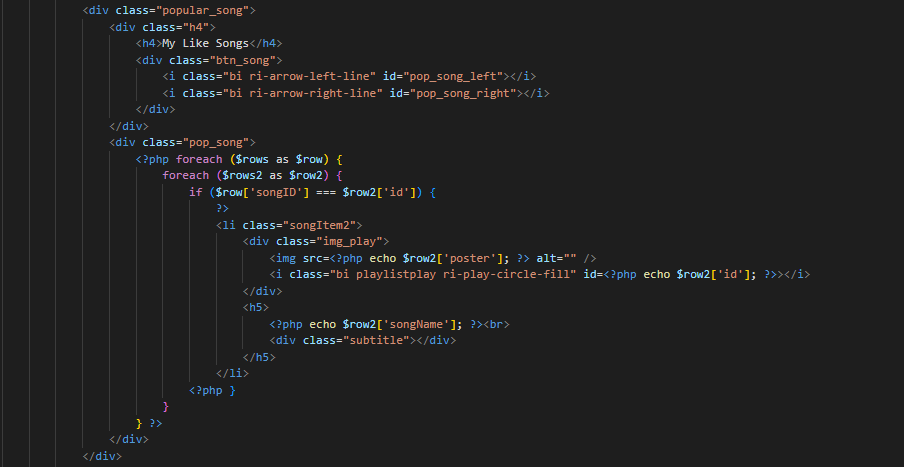 <div class="popular_song">
<div class="h4">
<h4>My Like Songs</h4>
<div class="btn_song">
<i class="bi ri-arrow-left-line" id="pop_song_left"></i>
<i class="bi ri-arrow-right-line" id="pop_song_right"></i>
</div>
</div>
<div class="pop_song">
<?php foreach ($rows as $row) {
foreach ($rows2 as $row2) {
if ($row['songID'] === $row2['id']) {
?>
<li class="songItem2">
<div class="img_play">
<img src=<?php echo $row2['poster']; ?> alt="" />
<i class="bi playlistplay ri-play-circle-fill" id=<?php echo $row2['id']; ?>></i>
</div>
<h5>
<?php echo $row2['songName']; ?><br>
<div class="subtitle"></div>
</h5>
</li>
<?php }
}
} ?>
</div>
</div>